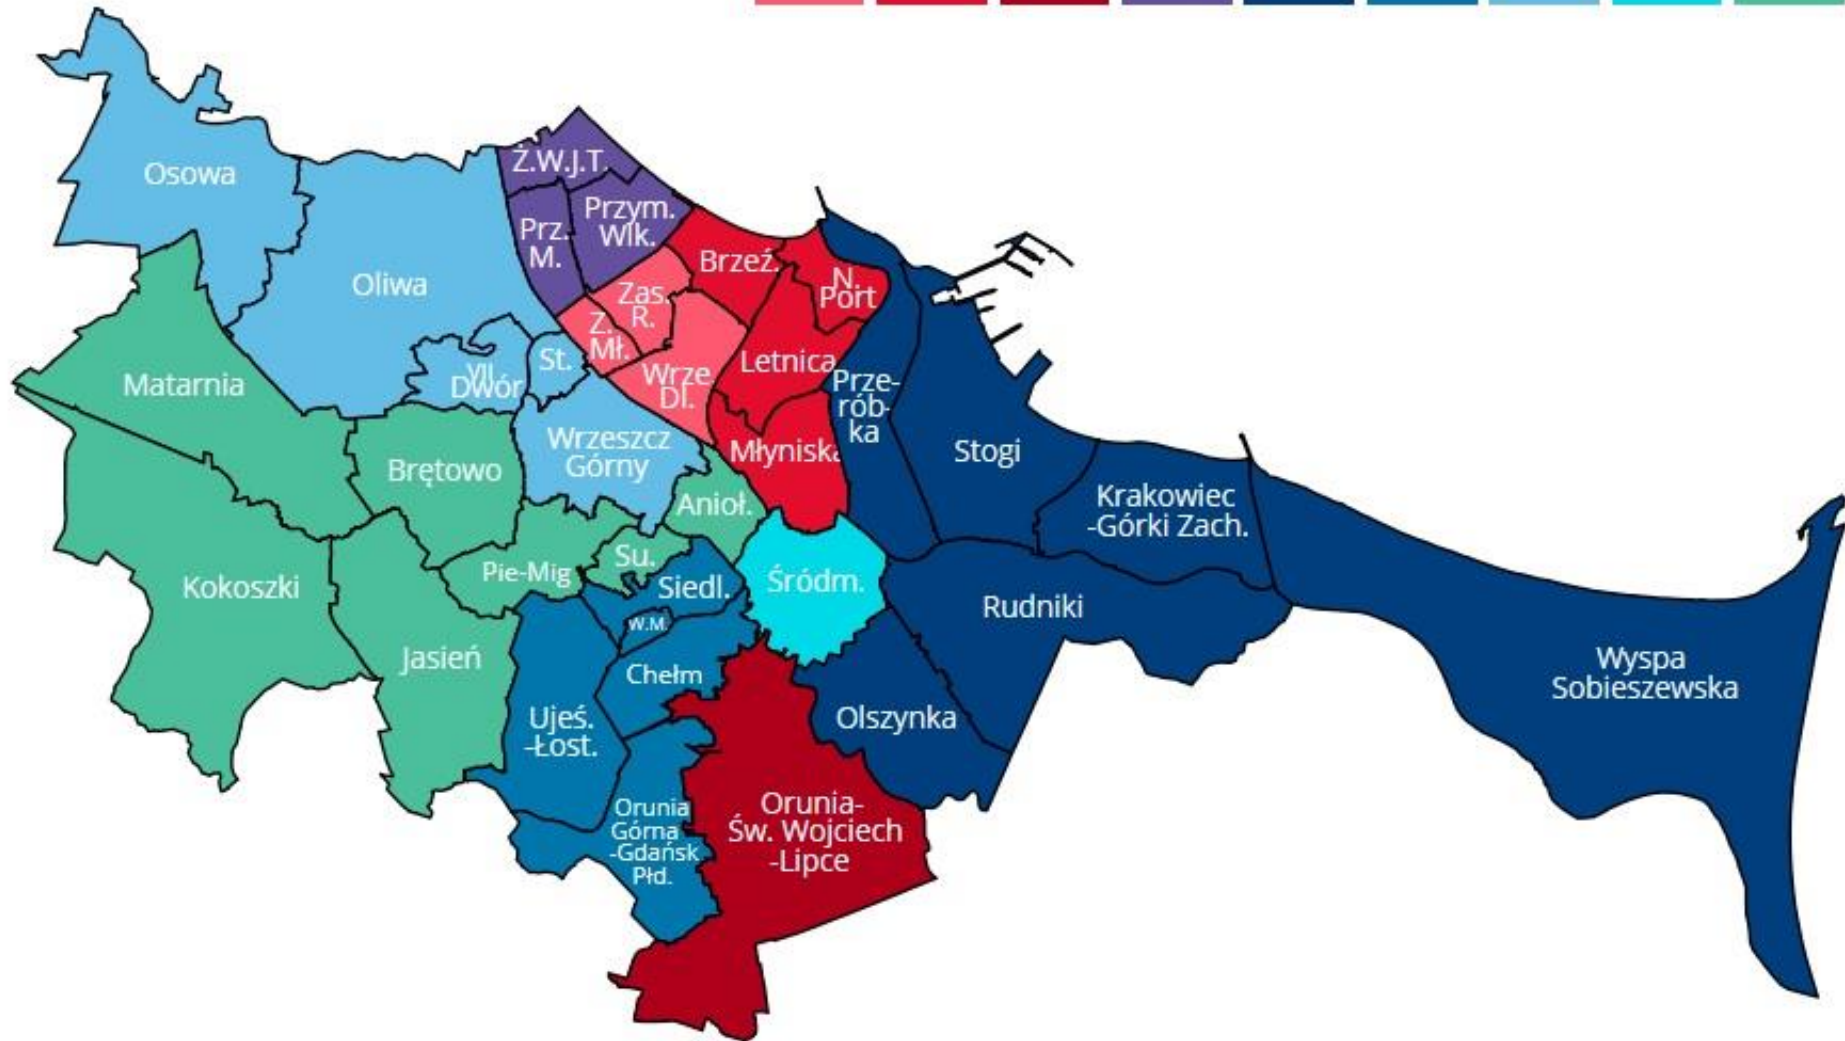 Osowa
Ż.W.J.T.
Prz.
M.
Przym.
Wlk.
Oliwa
Brzeź.
N.
Port
Zas.
R.
Z.
Mł.
Matarnia
VII
Dwór
St.
Wrze
Dl.
Letnica
Prze-
rób-
ka
Brętowo
Wrzeszcz
Górny
Młyniska
Stogi
Anioł.
Krakowiec
-Górki Zach.
Kokoszki
Pie-Mig
Su.
Siedl.
Śródm.
Rudniki
W.M.
Jasień
Chełm
Wyspa
Sobieszewska
Ujeś.
-Łost.
Olszynka
Orunia
Górna
-Gdańsk
Płd.
Orunia-
Św. Wojciech
-Lipce